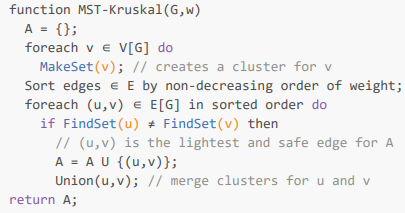 function MST-Kruskal(G,w)
A = {};
foreach v ∈ V[G] do
MakeSet(v); // creates a cluster for v
Sort edges ∈ E by non-decreasing order of weight;
foreach (u,v) ∈ E[G] in sorted order do
if FindSet(u) ≠ FindSet(v) then
// (u,v) is the lightest and safe edge for A
A = A U {(u,v)};
Union(u,v); // merge clusters for u and v
return A;